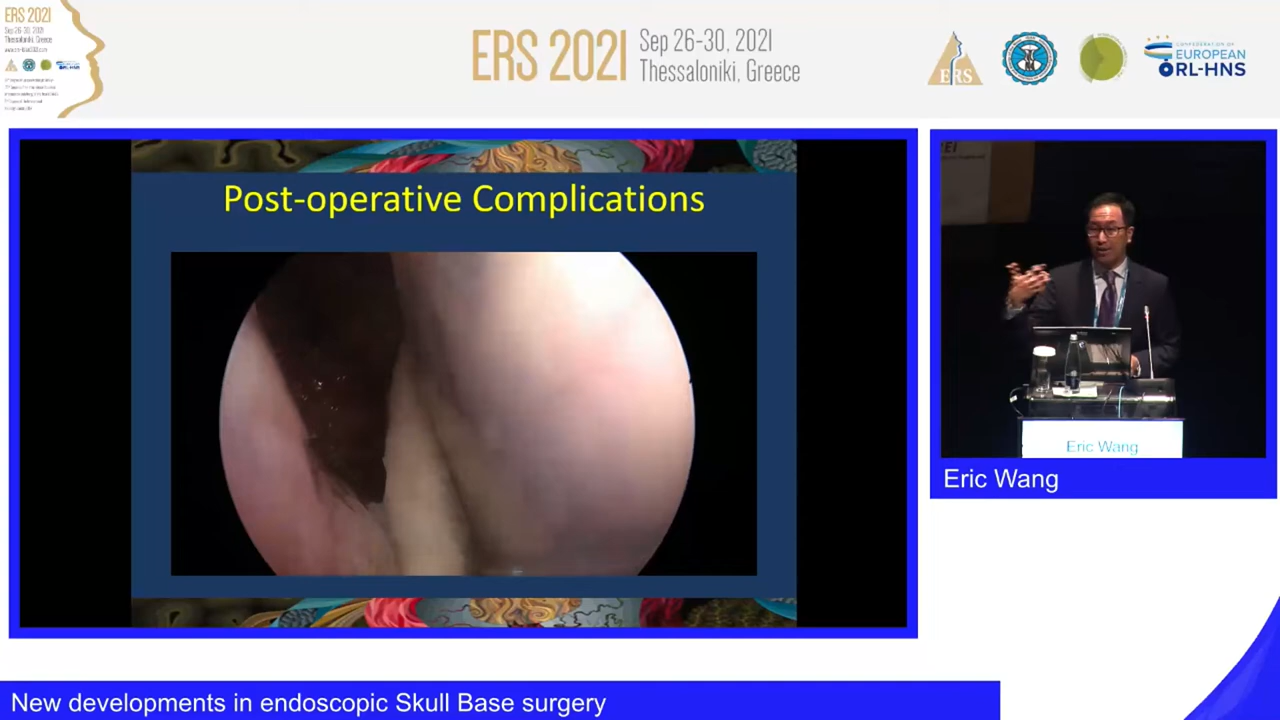 ERS 2021
Sep 26-30, 2021
Thessaloniki, Greece
ERS 2021
Sep 26-30, 2021
Thessaloniki, Greece
ERS
CONFEDERATION OF
EUROPEAN
ORL-HNS
Post-operative Complications
Eric Wang
Eric Wang
New developments in endoscopic Skull Base surgery